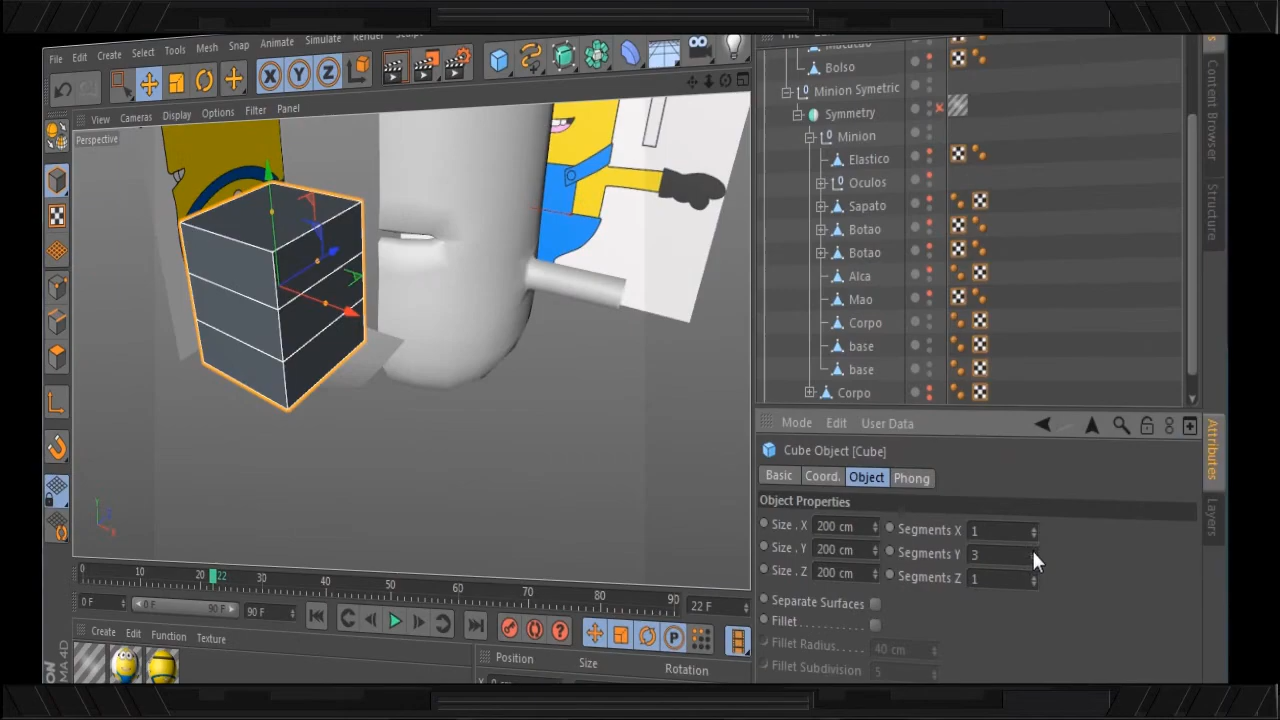 File Edit Create Select Tools Mesh Snap Animate Simulate Render
X Y Z
View Cameras Display Options Filter Panel
Perspective
Macacao
Bolso
Minion Symetric
Symmetry
Minion
Elastico
Oculos
Sapato
Botao
Botao
Alca
Mao
Corpo
base
base
Corpo
Content Browser
Structure
Mode Edit User Data
Attributes
Layers
Cube Object [Cube]
Basic Coord. Object Phong
Object Properties
Size . X 200 cm Segments X 1
Size . Y 200 cm Segments Y 3
Size . Z 200 cm Segments Z 1
Separate Surfaces
Fillet . . . . . . . . . . .
Fillet Radius. . . . . . 40 cm
Fillet Subdivision 5
0 10 20 22 30 40 50 60 70 80 90 22 F
0 F 0 F 90 F 90 F
P
Create Edit Function Texture
Position Size Rotation
MA 4D